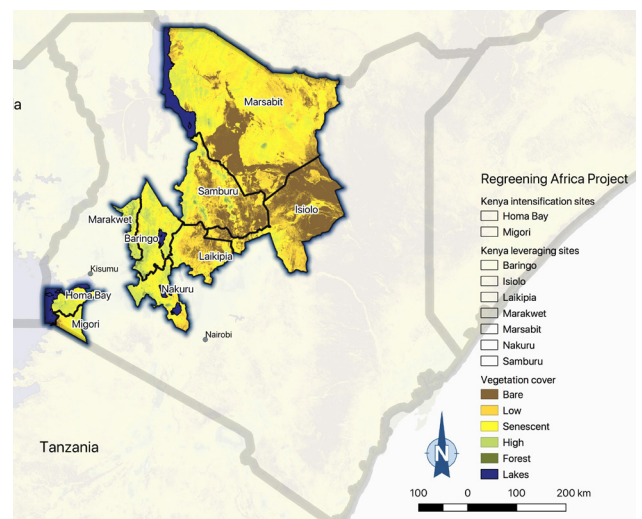 a
Marsabit
Samburu
Isiolo
Marakwet
Baringo
Laikipia
Kisumu
Homa Bay
Nakuru
Migori
Nairobi
Tanzania
Regreening Africa Project
Kenya intensification sites
Homa Bay
Migori
Kenya leveraging sites
Baringo
Isiolo
Laikipia
Marakwet
Marsabit
Nakuru
Samburu
Vegetation cover
Bare
Low
Senescent
High
Forest
Lakes
N
100 0 100 200 km